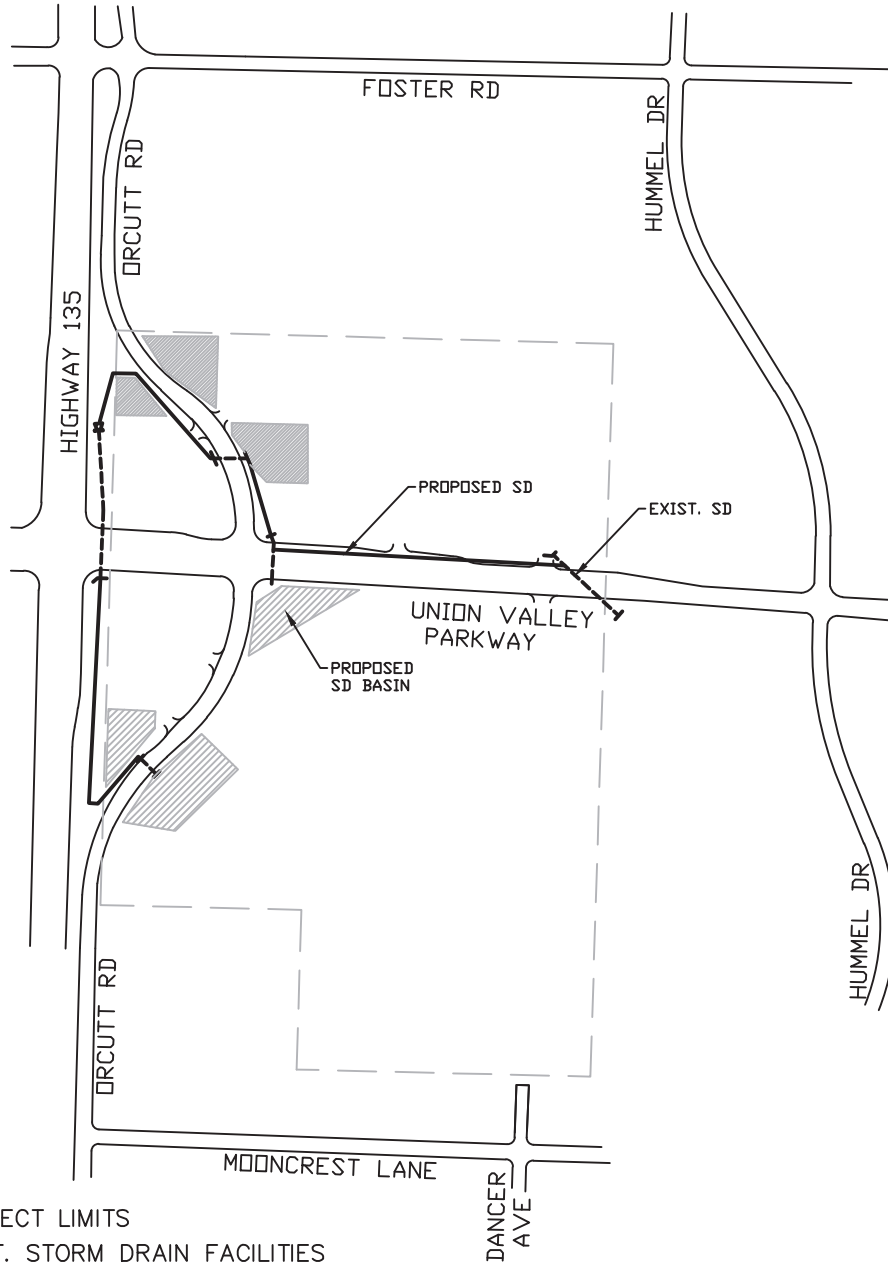 FOSTER RD
HUMMEL DR
ORCUTT RD
HIGHWAY 135
PROPOSED SD
EXIST. SD
UNION VALLEY
PARKWAY
PROPOSED
SD BASIN
HUMMEL DR
ORCUTT RD
MOONCREST LANE
DANCER
AVE
ECT LIMITS
T. STORM DRAIN FACILITIES